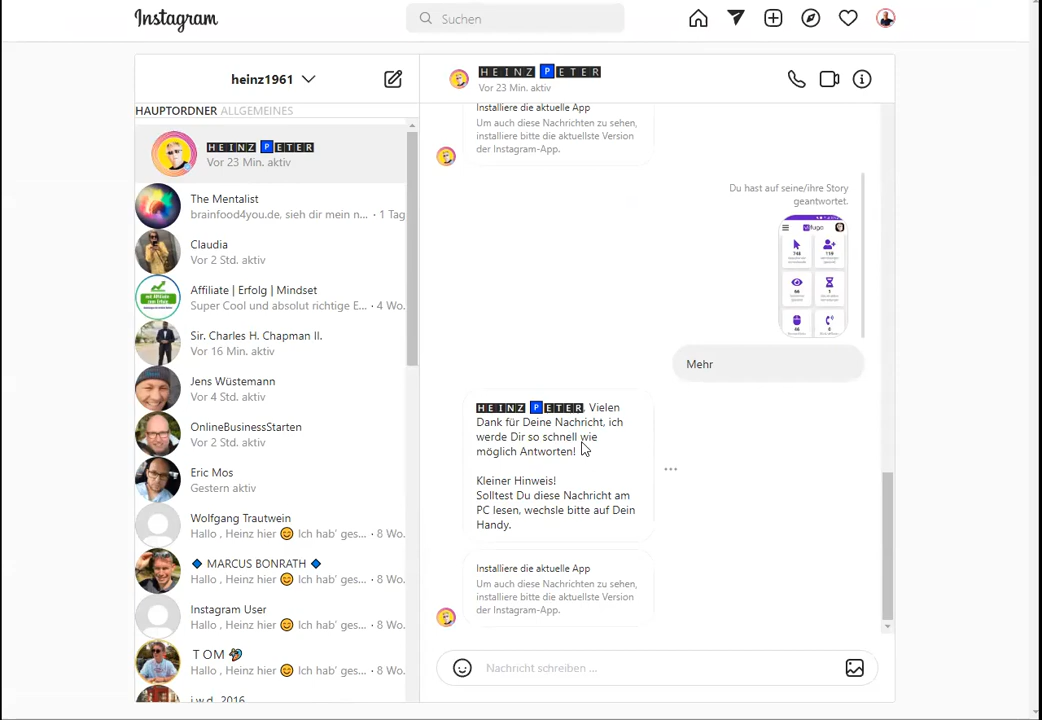 Instagram
Suchen
heinz1961
HAUPTORDNER ALLGEMEINES
HEINZ PETER
Vor 23 Min. aktiv
The Mentalist
brainfood4you.de, sieh dir mein n... · 1 Tag
Claudia
Vor 2 Std. aktiv
Affiliate | Erfolg | Mindset
Super Cool und absolut richtige E... · 4 Wo.
Sir. Charles H. Chapman II.
Vor 16 Min. aktiv
Jens Wüstemann
Vor 4 Std. aktiv
OnlineBusinessStarten
Vor 2 Std. aktiv
Eric Mos
Gestern aktiv
Wolfgang Trautwein
Hallo , Heinz hier 😊 Ich hab' ges... · 8 Wo.
🔷 MARCUS BONRATH 🔷
Hallo , Heinz hier 😊 Ich hab' ges... · 8 Wo.
Instagram User
Hallo , Heinz hier 😊 Ich hab' ges... · 8 Wo.
T O M
Hallo , Heinz hier 😊 Ich hab' ges... · 8 Wo.
i.w.d. 2016
HEINZ PETER
Vor 23 Min. aktiv
Installiere die aktuelle App
Um auch diese Nachrichten zu sehen,
installiere bitte die aktuellste Version
der Instagram-App.
Du hast auf seine/ihre Story
geantwortet.
Mehr
HEINZ PETER, Vielen
Dank für Deine Nachricht, ich
werde Dir so schnell wie
möglich Antworten!
Kleiner Hinweis!
Solltest Du diese Nachricht am
PC lesen, wechsle bitte auf Dein
Handy.
Installiere die aktuelle App
Um auch diese Nachrichten zu sehen,
installiere bitte die aktuellste Version
der Instagram-App.
Nachricht schreiben ...